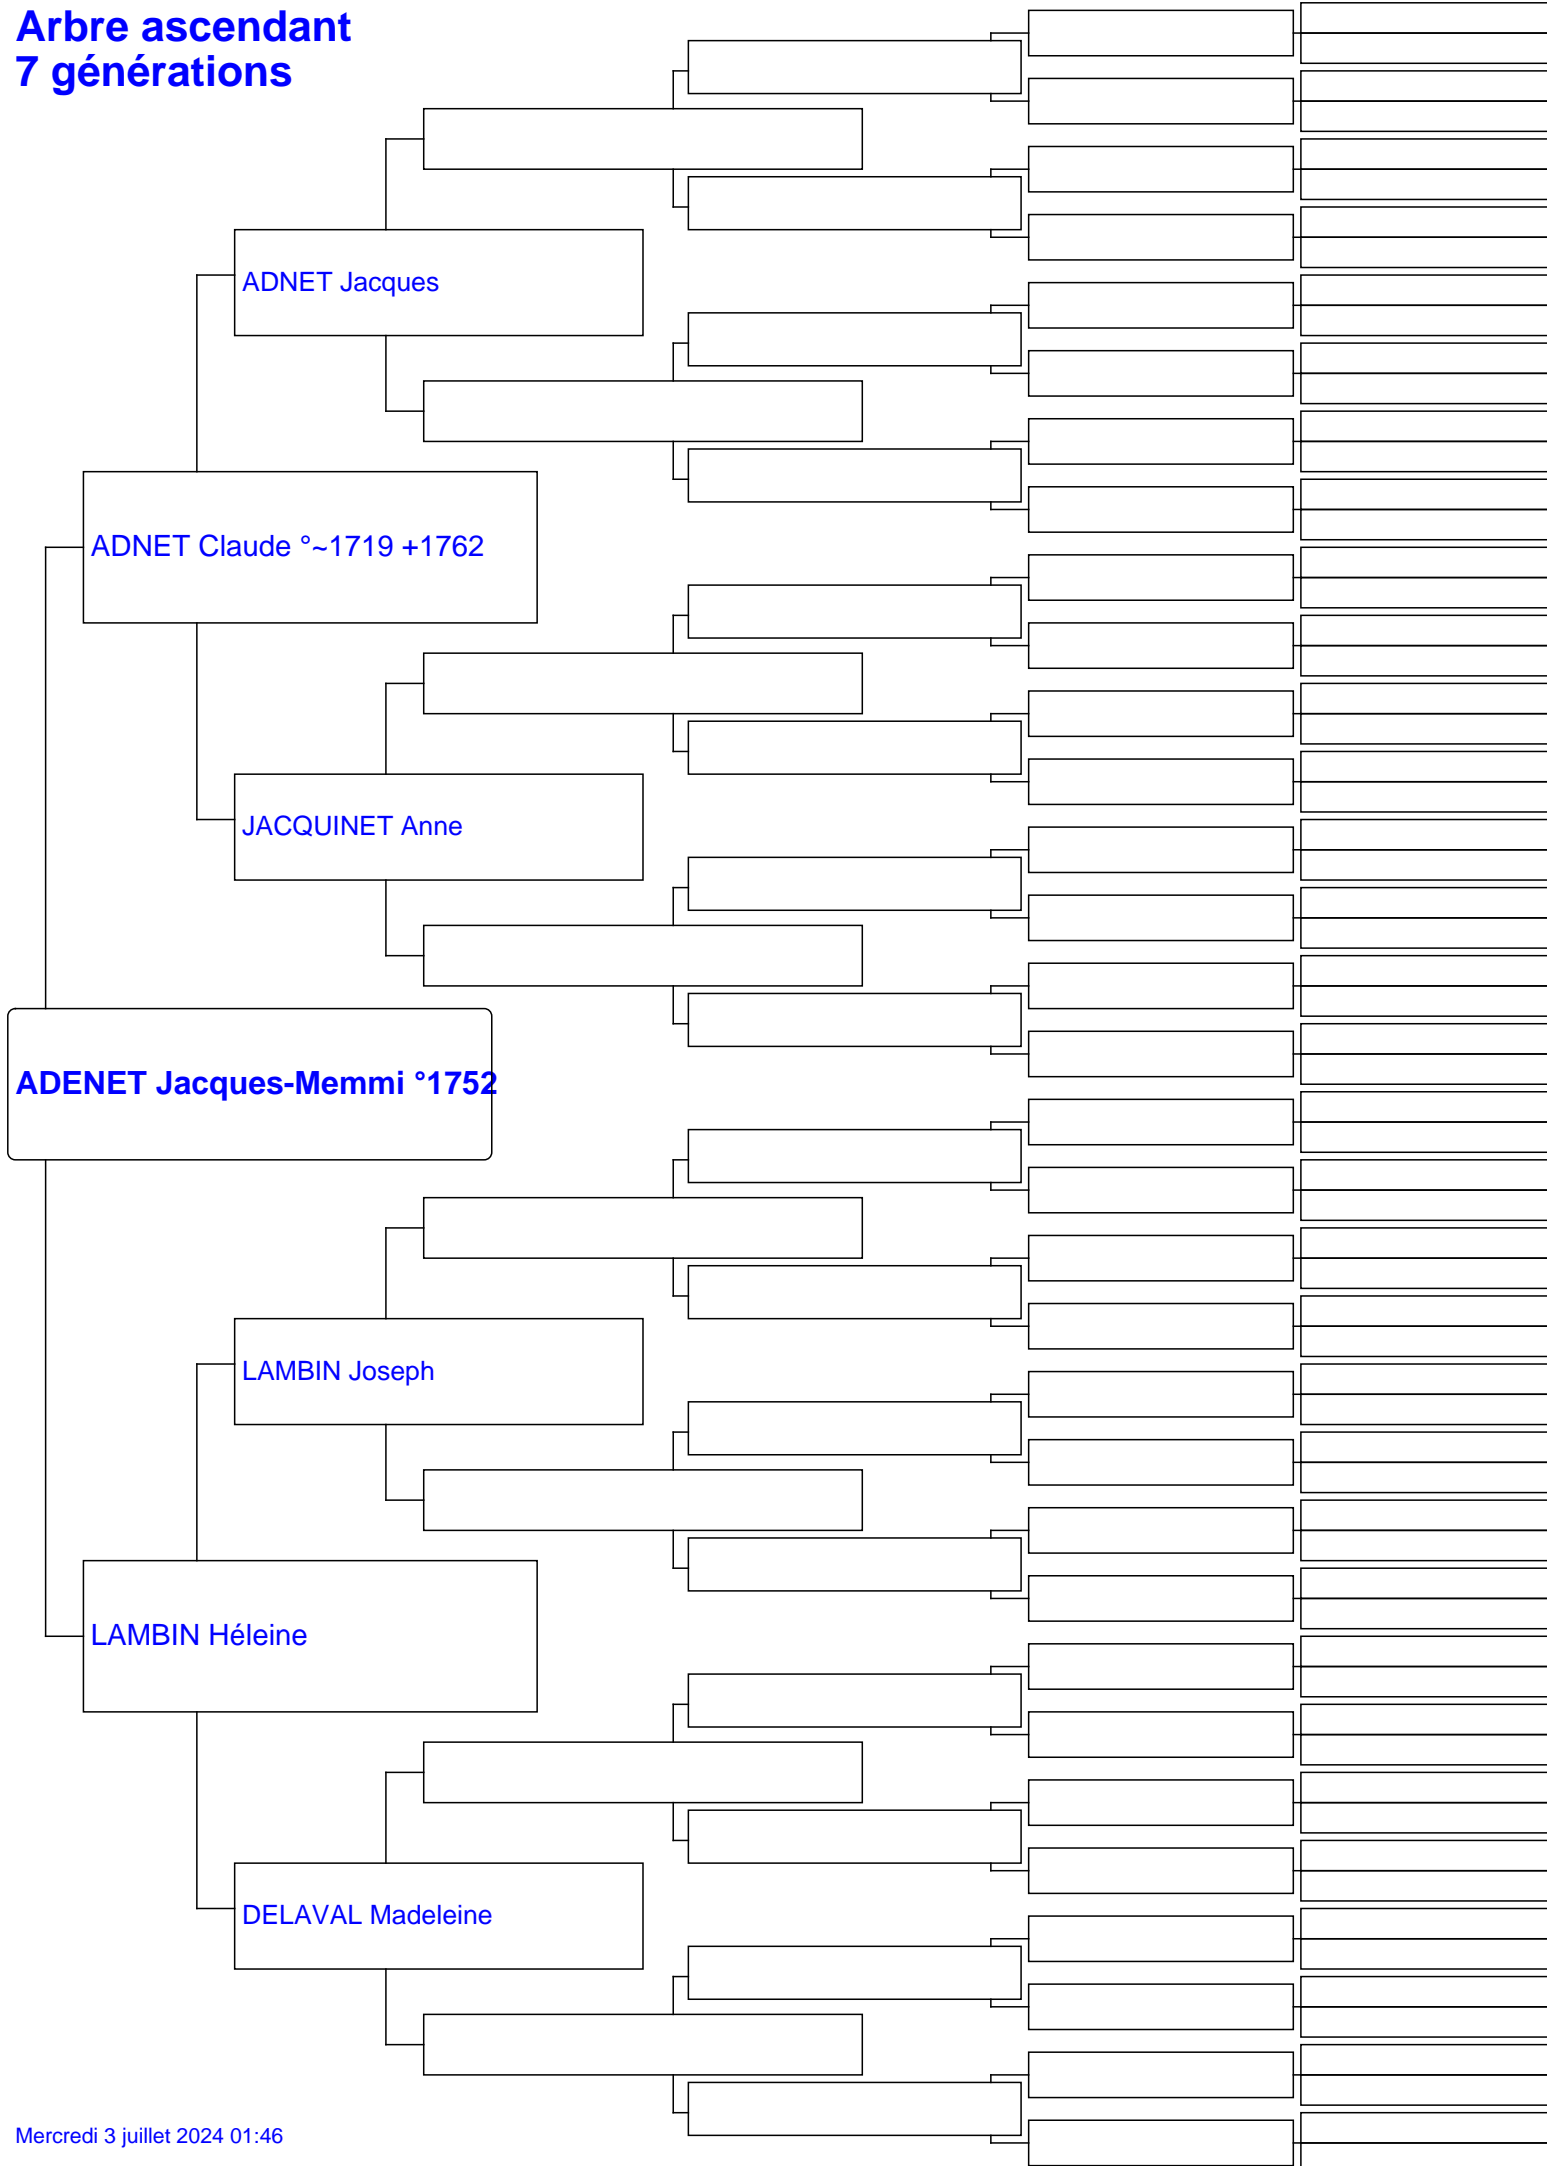 Arbre ascendant
7 générations
ADNET Jacques
ADNET Claude °~1719 +1762
JACQUINET Anne
ADENET Jacques-Memmi °1752
LAMBIN Joseph
LAMBIN Héleine
DELAVAL Madeleine
Mercredi 3 juillet 2024 01:46